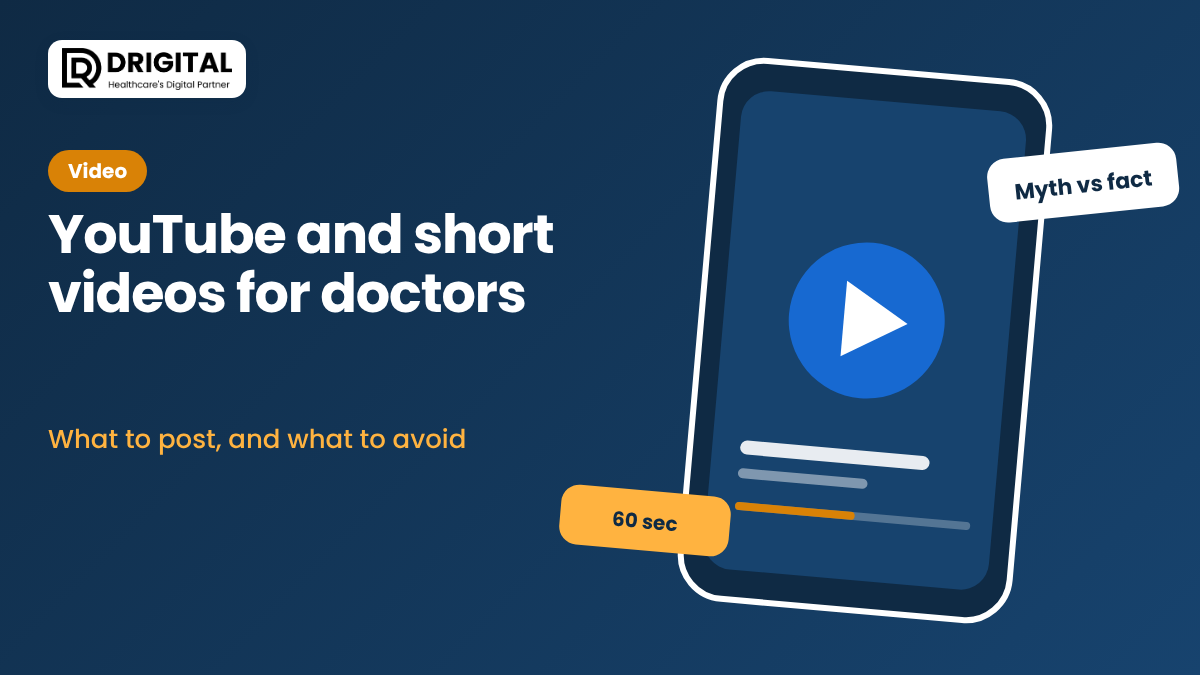 DRIGITAL
Healthcare's Digital Partner
Video
YouTube and short
videos for doctors
What to post, and what to avoid
Myth vs fact
60 sec